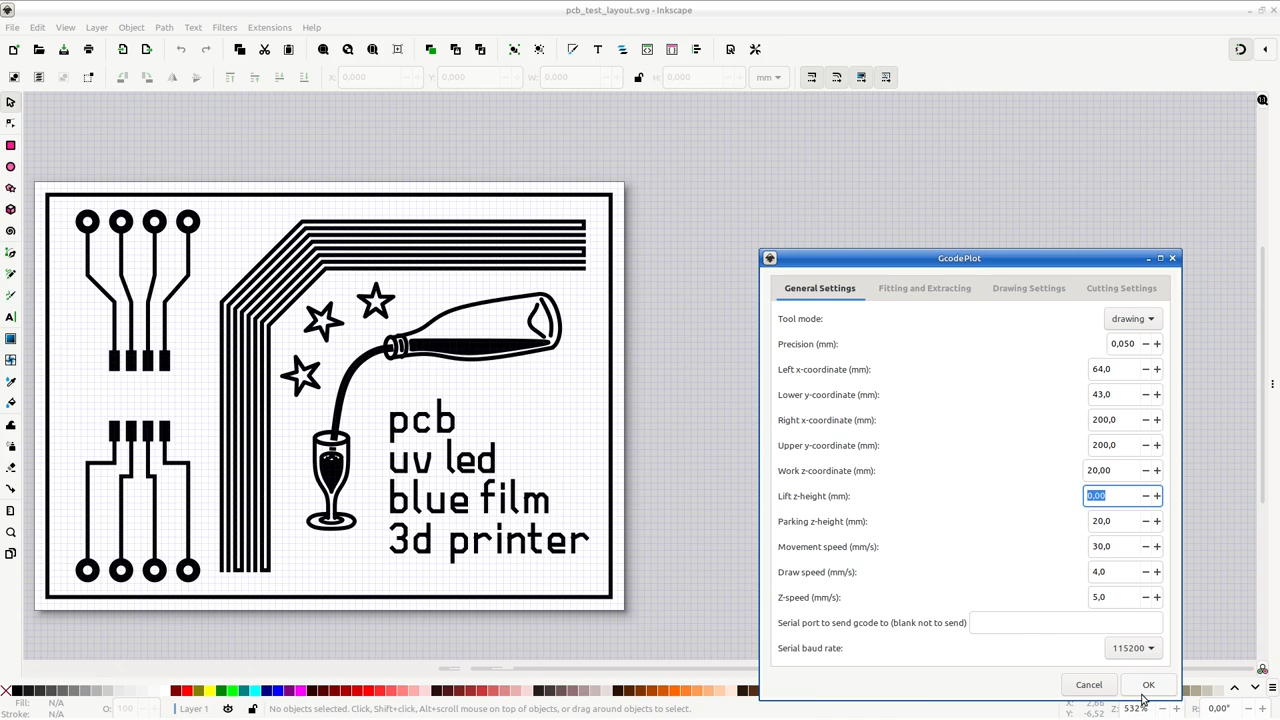 pcb_test_layout.svg - Inkscape
File Edit View Layer Object Path Text Filters Extensions Help
X: 0,000 Y: 0,000 W: 0,000 H: 0,000 mm
pcb
uv led
blue film
3d printer
GcodePlot
General Settings Fitting and Extracting Drawing Settings Cutting Settings
Tool mode: drawing
Precision (mm): 0,050
Left x-coordinate (mm): 64,0
Lower y-coordinate (mm): 43,0
Right x-coordinate (mm): 200,0
Upper y-coordinate (mm): 200,0
Work z-coordinate (mm): 20,00
Lift z-height (mm): 0,00
Parking z-height (mm): 20,0
Movement speed (mm/s): 30,0
Draw speed (mm/s): 4,0
Z-speed (mm/s): 5,0
Serial port to send gcode to (blank not to send)
Serial baud rate: 115200
Cancel OK
Fill: N/A
Stroke: N/A
O: 100
Layer 1
No objects selected. Click, Shift+click, Alt+scroll mouse on top of objects, or drag around objects to select.
X: 2,66
Y: -6,52
Z: 532%
R: 0,00°